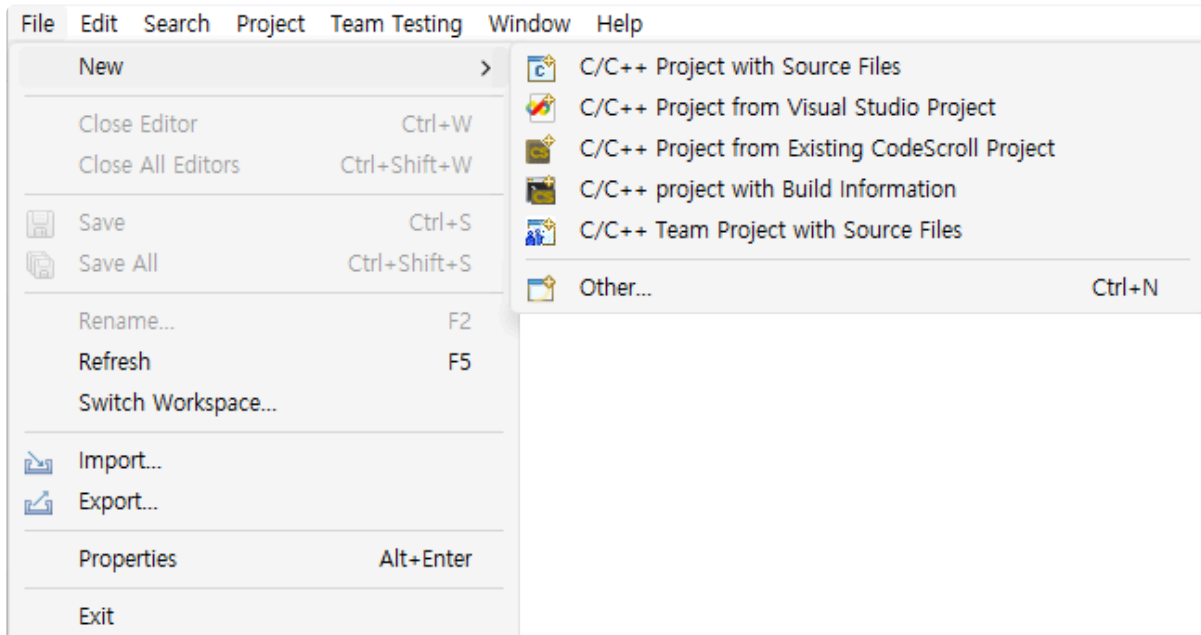 File Edit Search Project Team Testing Window Help
New >
Close Editor Ctrl+W
Close All Editors Ctrl+Shift+W
Save Ctrl+S
Save All Ctrl+Shift+S
Rename... F2
Refresh F5
Switch Workspace...
Import...
Export...
Properties Alt+Enter
Exit
C/C++ Project with Source Files
C/C++ Project from Visual Studio Project
C/C++ Project from Existing CodeScroll Project
C/C++ project with Build Information
C/C++ Team Project with Source Files
Other... Ctrl+N